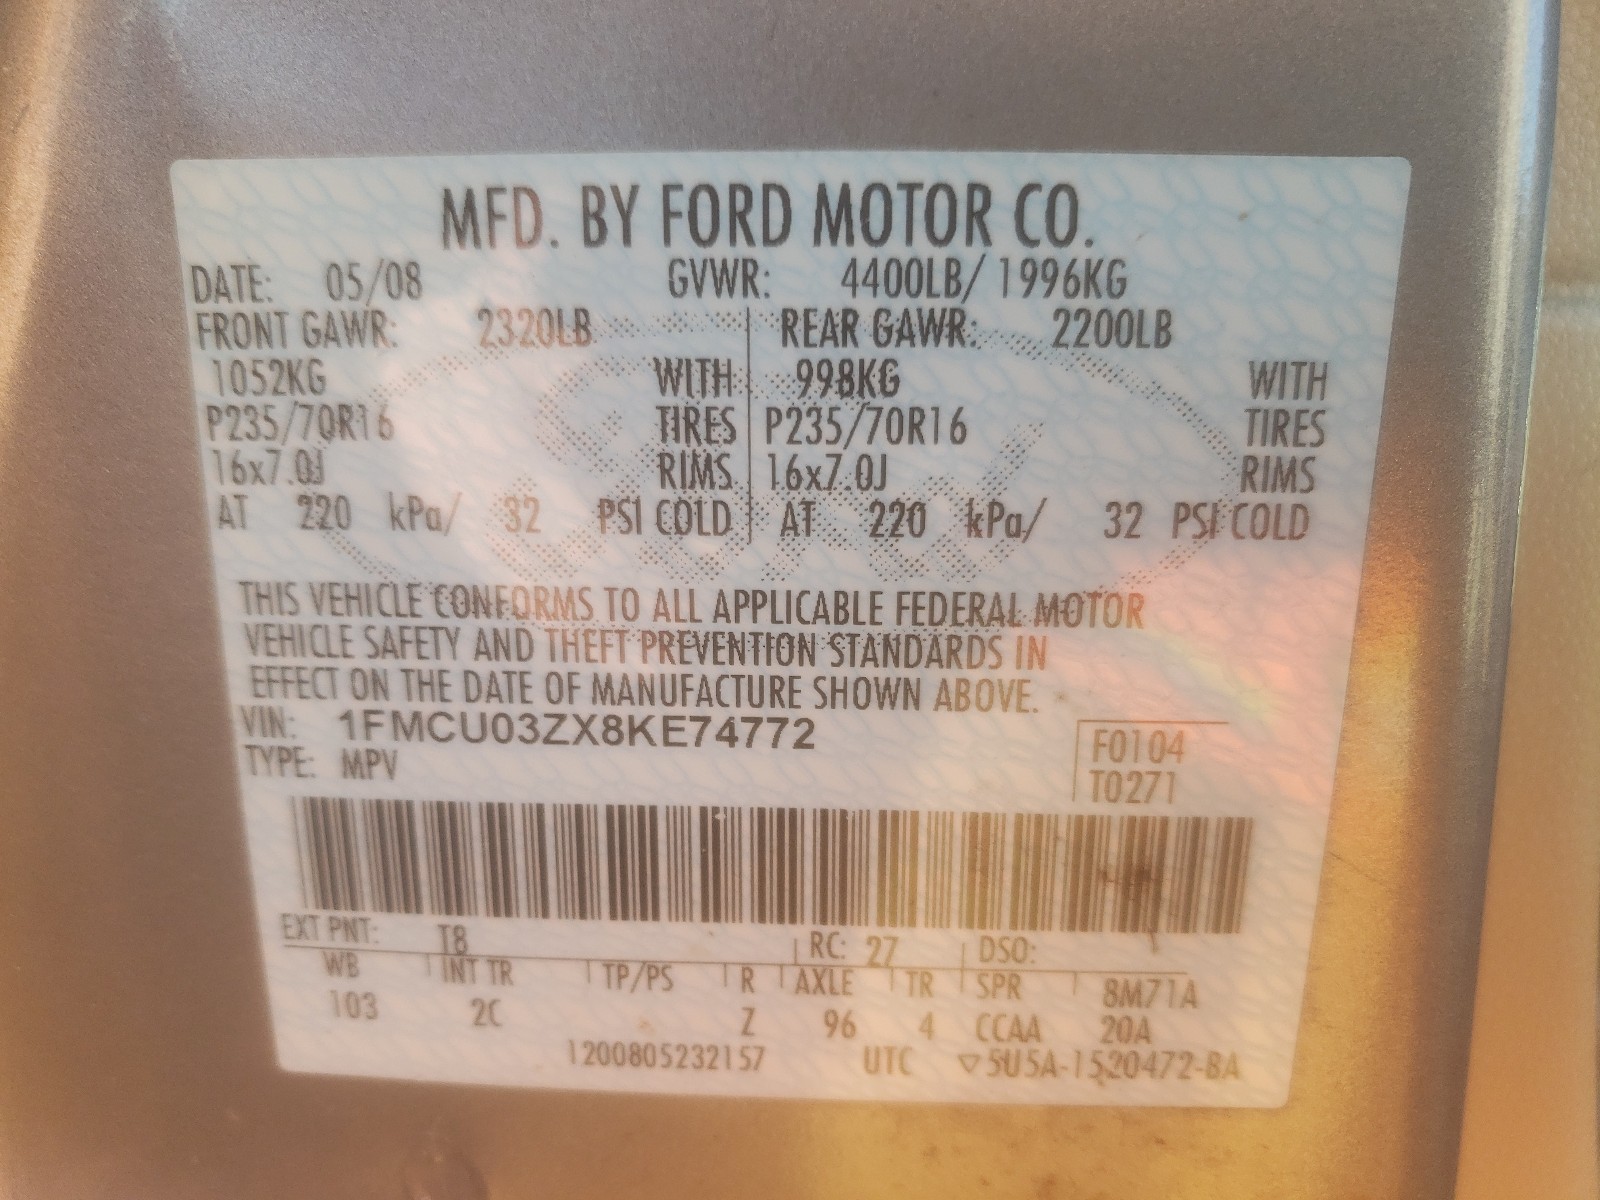 MFD. BY FORD MOTOR CO.
DATE: 05/08 GVWR: 4400LB/ 1996KG
FRONT GAWR: 2320LB REAR GAWR: 2200LB
1052KG WITH 998KG WITH
P235/70R16 TIRES P235/70R16 TIRES
16x7.0J RIMS 16x7.0J RIMS
AT 220 kPa/ 32 PSI COLD AT 220 kPa/ 32 PSI COLD
THIS VEHICLE CONFORMS TO ALL APPLICABLE FEDERAL MOTOR
VEHICLE SAFETY AND THEFT PREVENTION STANDARDS IN
EFFECT ON THE DATE OF MANUFACTURE SHOWN ABOVE.
VIN: 1FMCU03ZX8KE74772
F0104
TYPE: MPV
T0271
EXT PNT: T8 RC: 27 DSO:
WB INT TR TP/PS R AXLE TR SPR 8M71A
103 2C Z 96 4 CCAA 20A
1200805232157 UTC ▽5U5A-1520472-BA